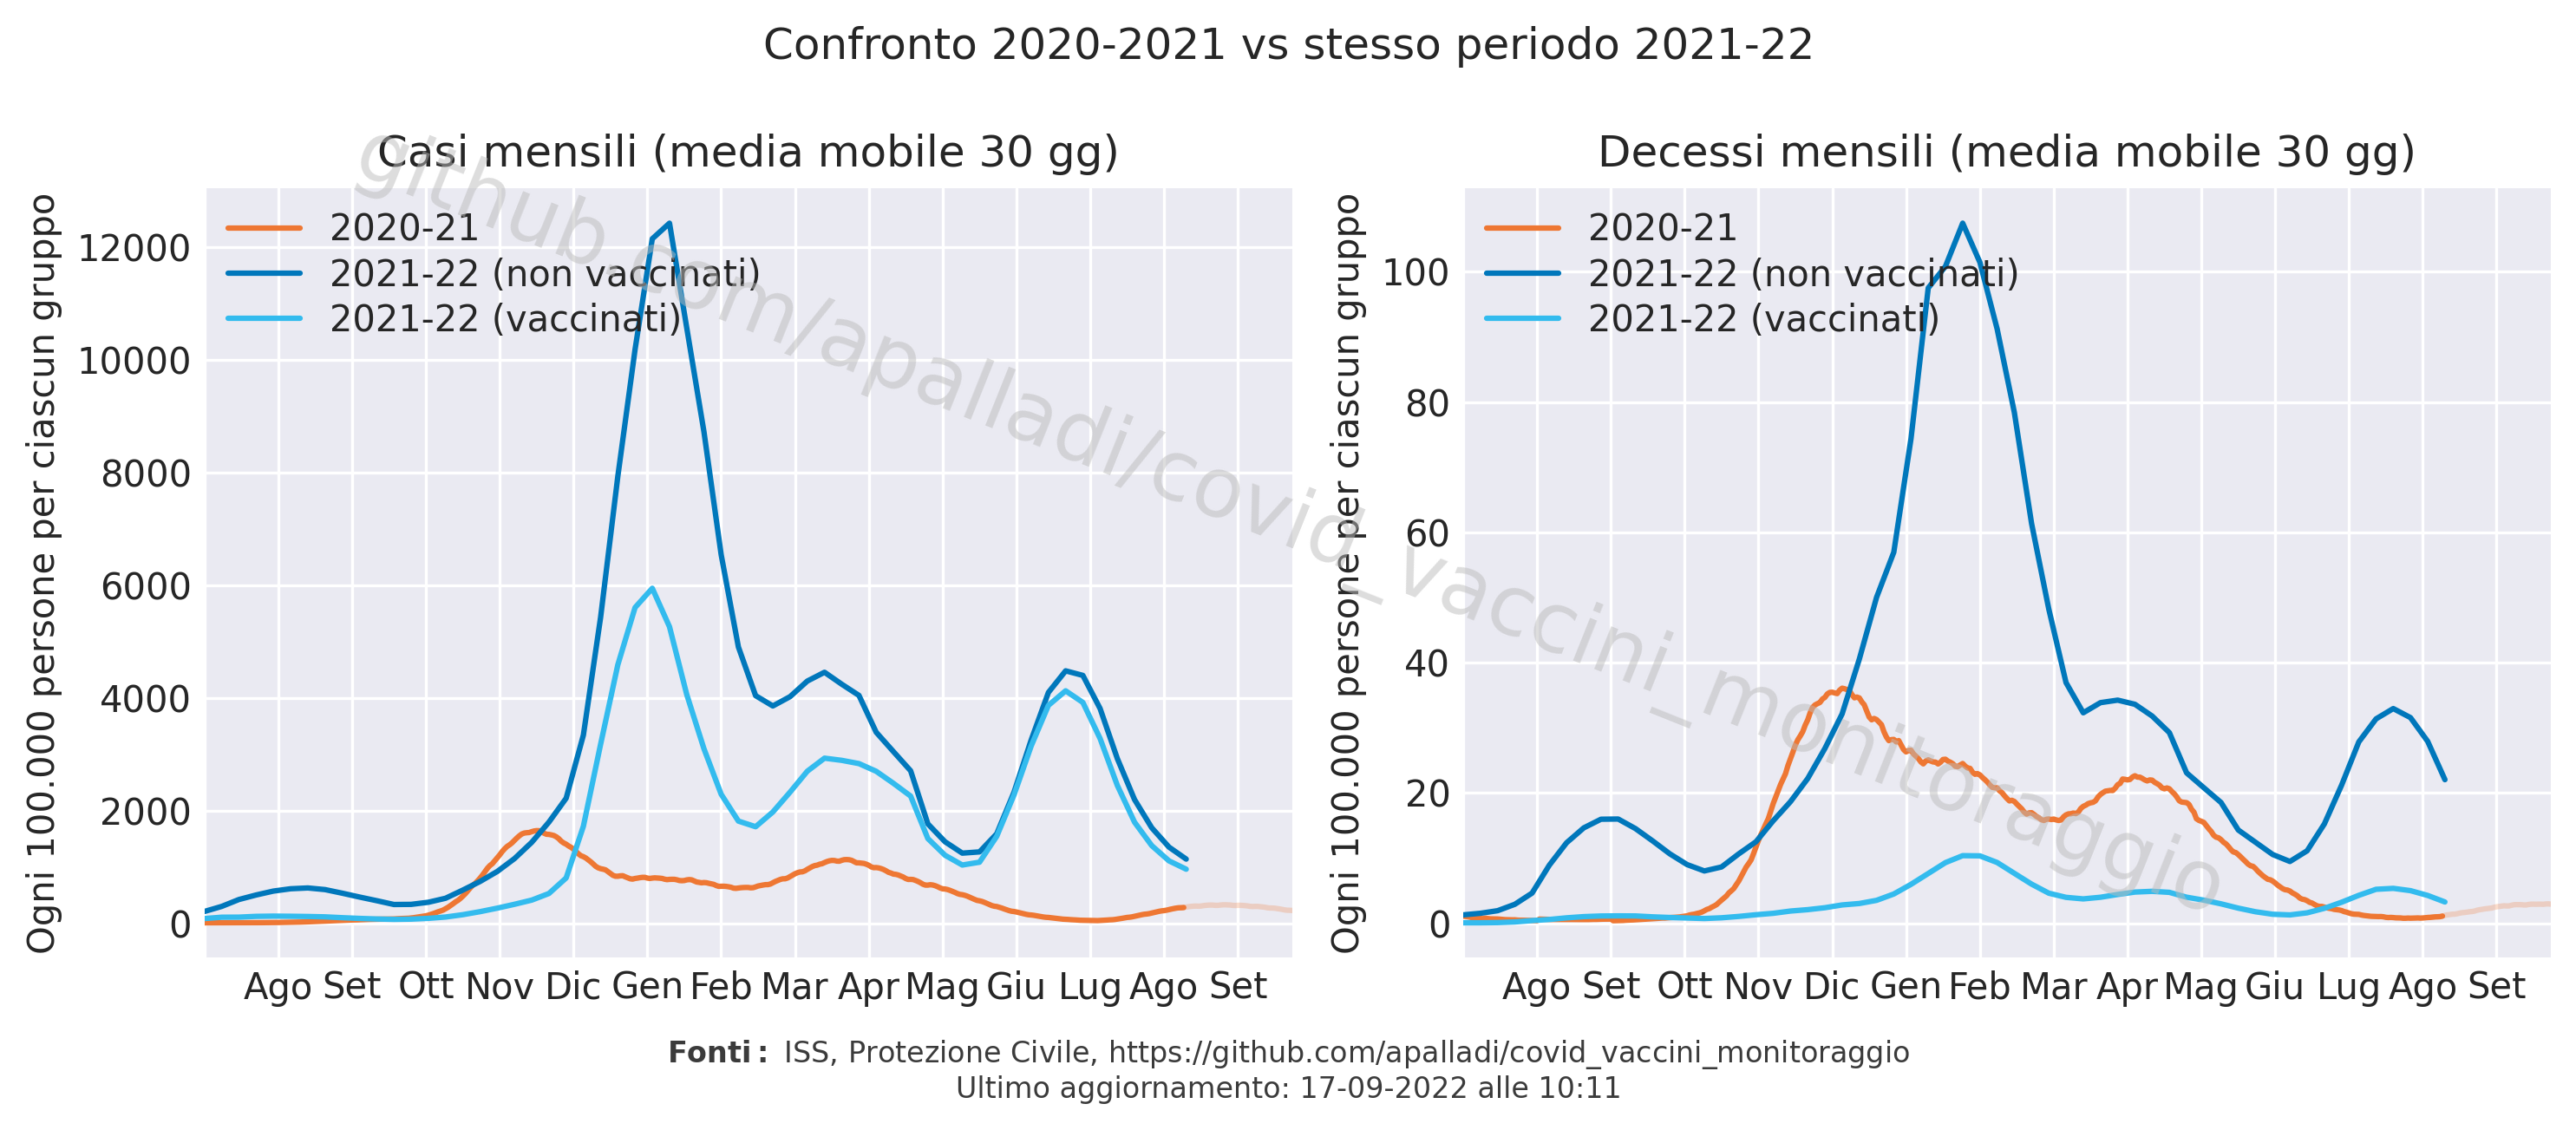 Confronto 2020-2021 vs stesso periodo 2021-22
Casi mensili (media mobile 30 gg)
Ogni 100.000 persone per ciascun gruppo
12000
10000
8000
6000
4000
2000
0
2020-21
2021-22 (non vaccinati)
2021-22 (vaccinati)
Ago Set Ott Nov Dic Gen Feb Mar Apr Mag Giu Lug Ago Set
Decessi mensili (media mobile 30 gg)
Ogni 100.000 persone per ciascun gruppo
100
80
60
40
20
0
2020-21
2021-22 (non vaccinati)
2021-22 (vaccinati)
Ago Set Ott Nov Dic Gen Feb Mar Apr Mag Giu Lug Ago Set
github.com/apalladi/covid_vaccini_monitoraggio
Fonti: ISS, Protezione Civile, https://github.com/apalladi/covid_vaccini_monitoraggio
Ultimo aggiornamento: 17-09-2022 alle 10:11